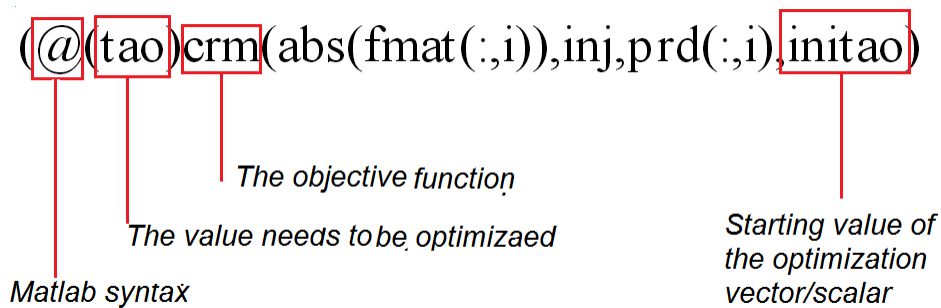 (@(tao)crm(abs(fmat(:,i)),inj,prd(:,i),initao)
The objective function
The value needs to be optimizaed
Matlab syntax
Starting value of
the optimization
vector/scalar